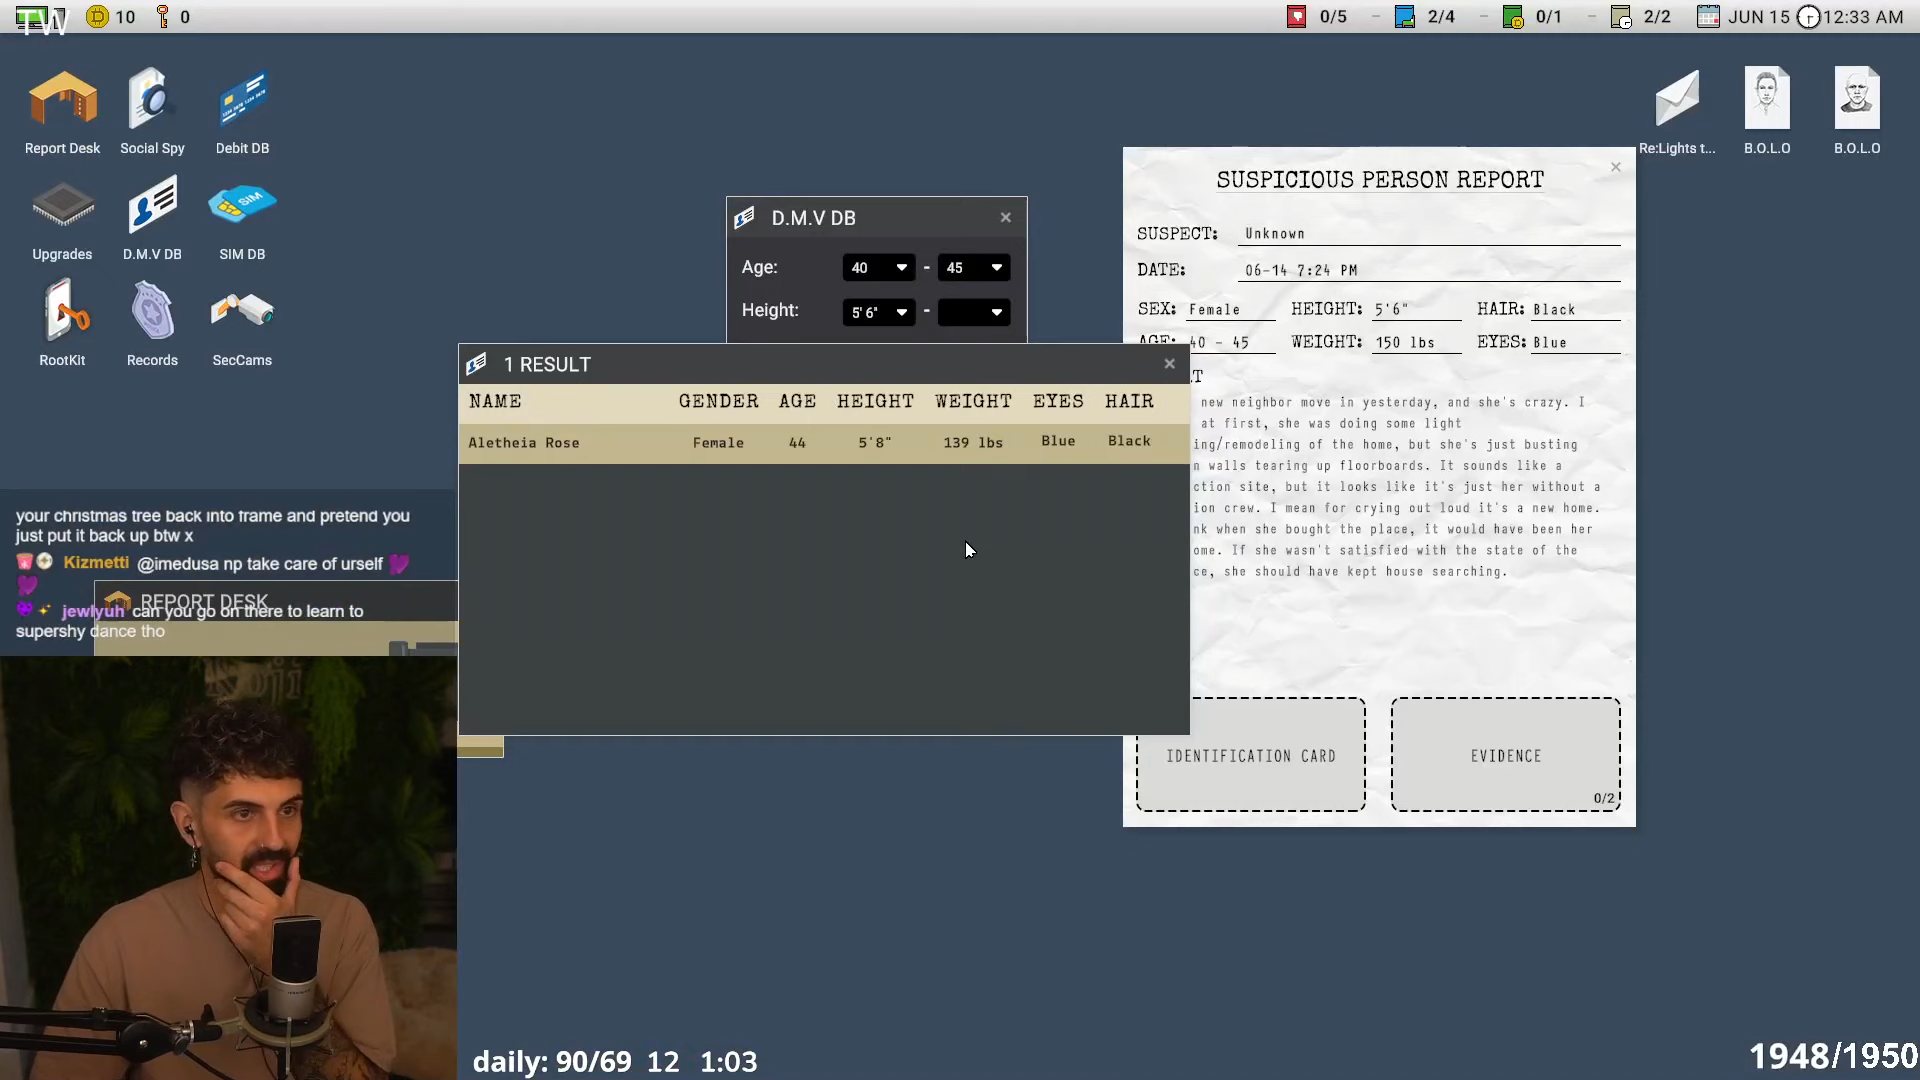 TW
10
0
0/5
2/4
0/1
2/2
JUN 15
12:33 AM
Report Desk
Social Spy
Debit DB
Upgrades
D.M.V DB
SIM DB
SIM
RootKit
Records
SecCams
Re:Lights t...
B.O.L.O
B.O.L.O
D.M.V DB
Age:
40
-
45
Height:
5'6"
-
1 RESULT
NAME GENDER AGE HEIGHT WEIGHT EYES HAIR
Aletheia Rose Female 44 5'8" 139 lbs Blue Black
SUSPICIOUS PERSON REPORT
SUSPECT: Unknown
DATE: 06-14 7:24 PM
SEX: Female HEIGHT: 5'6" HAIR: Black
AGE: 40 - 45 WEIGHT: 150 lbs EYES: Blue
new neighbor move in yesterday, and she's crazy. I
at first, she was doing some light
ing/remodeling of the home, but she's just busting
walls tearing up floorboards. It sounds like a
ction site, but it looks like it's just her without a
ion crew. I mean for crying out loud it's a new home.
nk when she bought the place, it would have been her
ome. If she wasn't satisfied with the state of the
ce, she should have kept house searching.
IDENTIFICATION CARD
EVIDENCE
0/2
your christmas tree back into frame and pretend you
just put it back up btw x
Kizmetti @imedusa np take care of urself
REPORT DESK
jewlyuh can you go on there to learn to
supershy dance tho
daily: 90/69 12 1:03
1948/1950